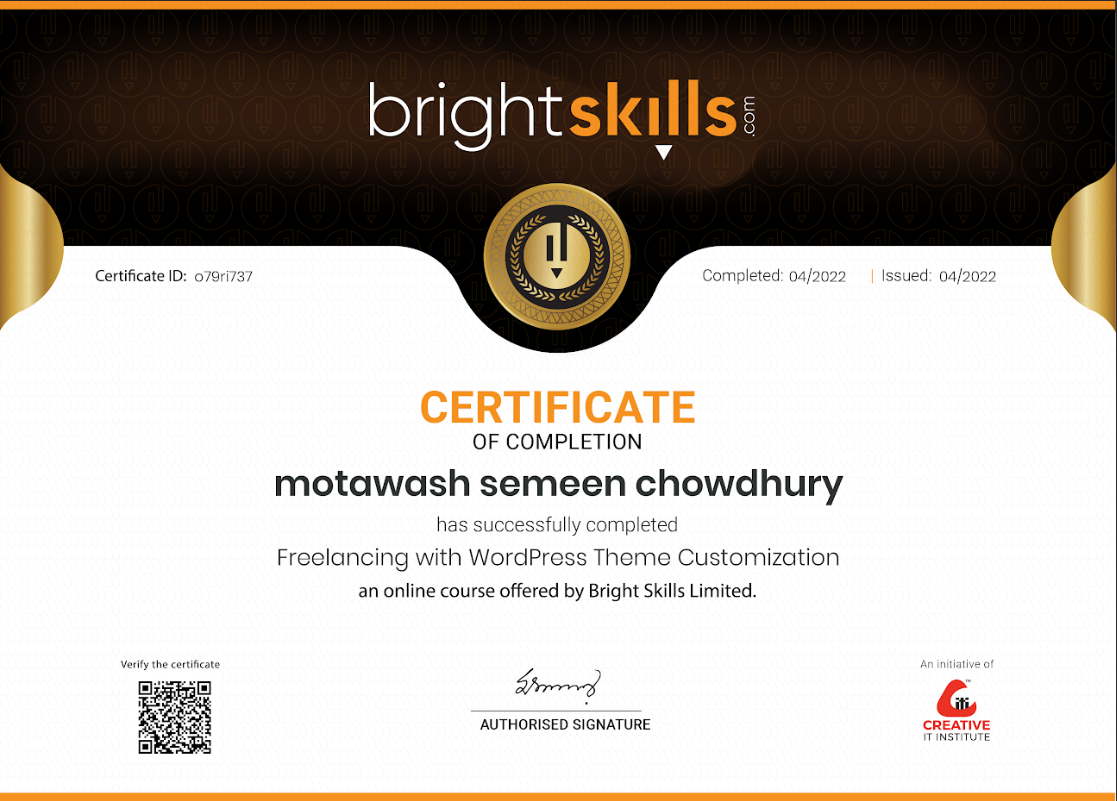 brightskills.com
Certificate ID: o79ri737
Completed: 04/2022 | Issued: 04/2022
CERTIFICATE
OF COMPLETION
motawash semeen chowdhury
has successfully completed
Freelancing with WordPress Theme Customization
an online course offered by Bright Skills Limited.
Verify the certificate
AUTHORISED SIGNATURE
An initiative of
citi
CREATIVE
IT INSTITUTE